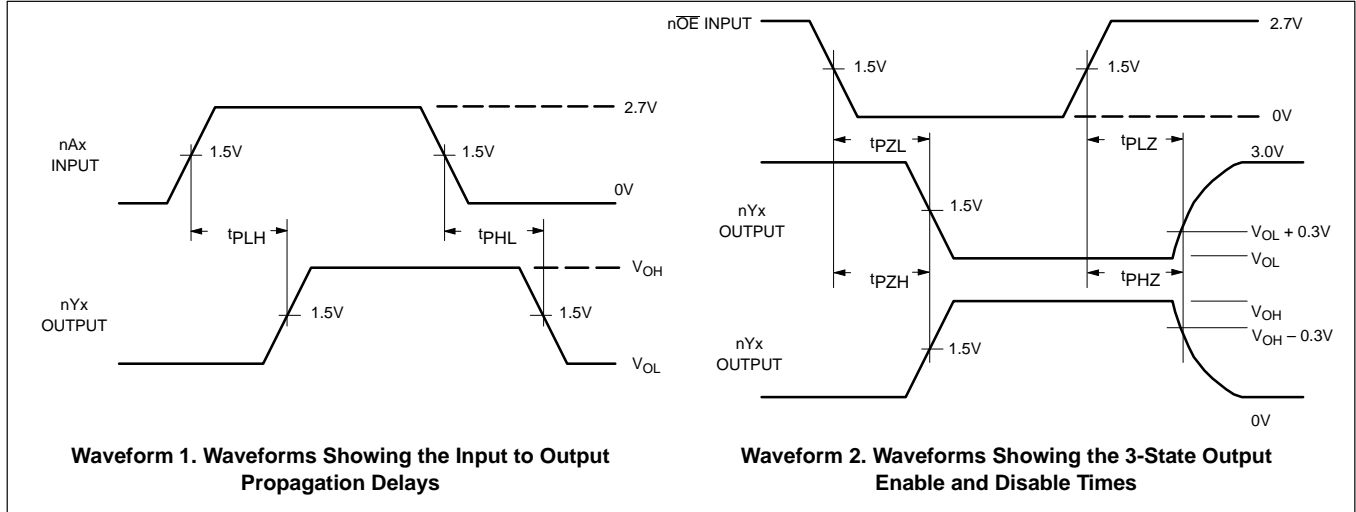 2.7V
nAx
INPUT
1.5V
1.5V
0V
tPLH
tPHL
VOH
nYx
OUTPUT
1.5V
1.5V
VOL
Waveform 1. Waveforms Showing the Input to Output
Propagation Delays
nOE INPUT
2.7V
1.5V
1.5V
0V
tPZL
tPLZ
3.0V
nYx
OUTPUT
1.5V
VOL + 0.3V
VOL
tPZH
tPHZ
VOH
VOH – 0.3V
nYx
OUTPUT
1.5V
0V
Waveform 2. Waveforms Showing the 3-State Output
Enable and Disable Times